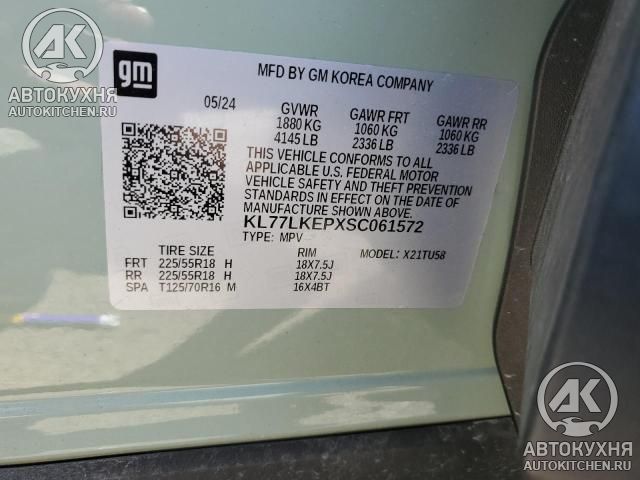 AK
АВТОКУХНЯ
AUTOKITCHEN.RU
gm
MFD BY GM KOREA COMPANY
05/24 GVWR GAWR FRT GAWR RR
1880 KG 1060 KG 1060 KG
4145 LB 2336 LB 2336 LB
THIS VEHICLE CONFORMS TO ALL
APPLICABLE U.S. FEDERAL MOTOR
VEHICLE SAFETY AND THEFT PREVENTION
STANDARDS IN EFFECT ON THE DATE OF
MANUFACTURE SHOWN ABOVE.
KL77LKEPXSC061572
TYPE: MPV
TIRE SIZE RIM MODEL: X21TU58
FRT 225/55R18 H 18X7.5J
RR 225/55R18 H 18X7.5J
SPA T125/70R16 M 16X4BT
AK
АВТОКУХНЯ
AUTOKITCHEN.RU